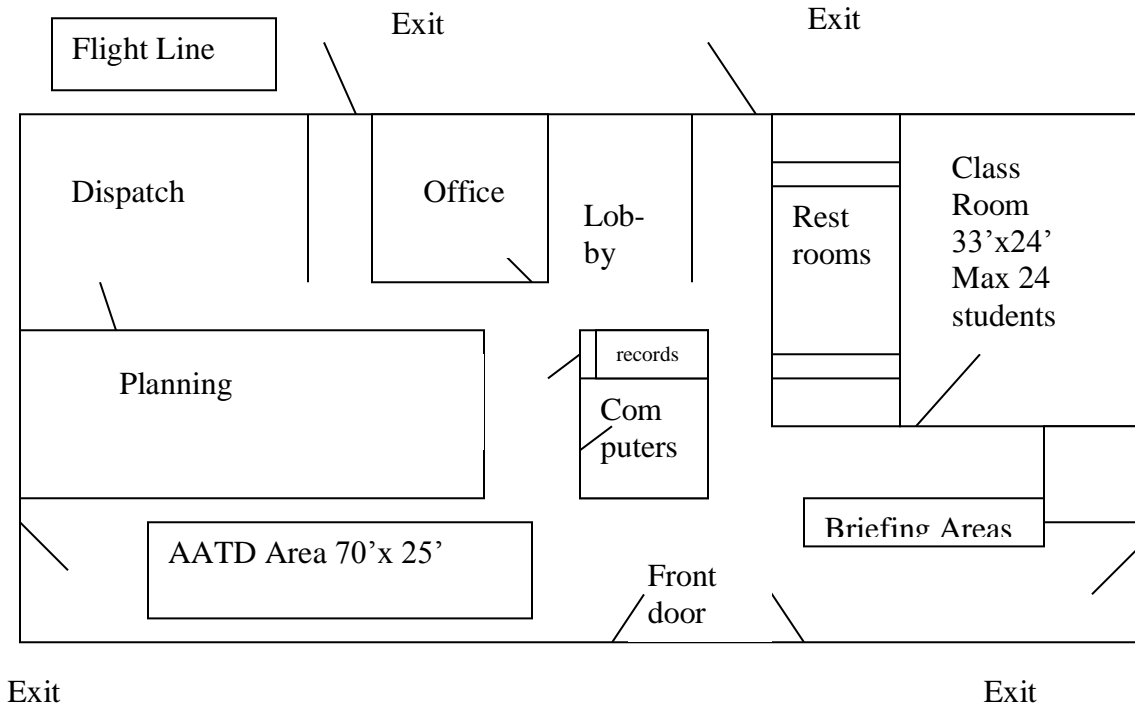 Exit
Exit
Flight Line
Dispatch
Office
Lob-
by
Rest
rooms
Class
Room
33’x24’
Max 24
students
records
Planning
Com
puters
Briefing Areas
AATD Area 70’x 25’
Front
door
Exit
Exit